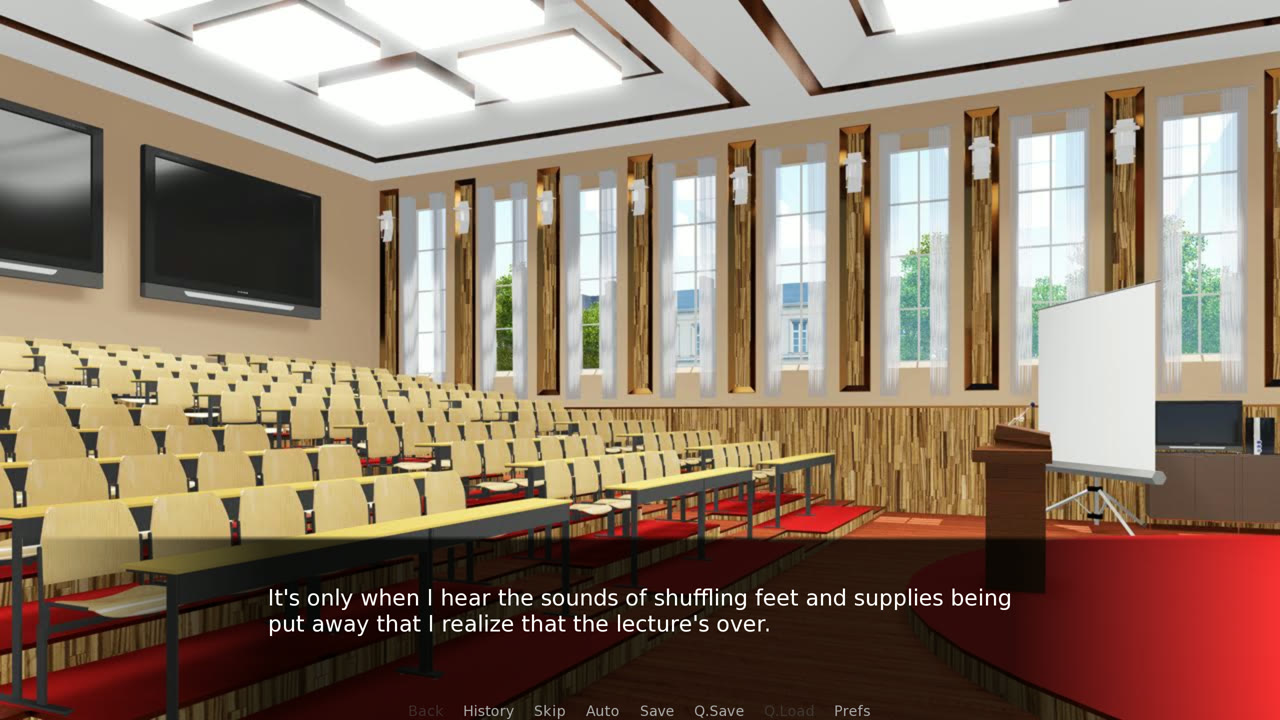 It's only when I hear the sounds of shuffling feet and supplies being
put away that I realize that the lecture's over.
Back History Skip Auto Save Q.Save Q.Load Prefs